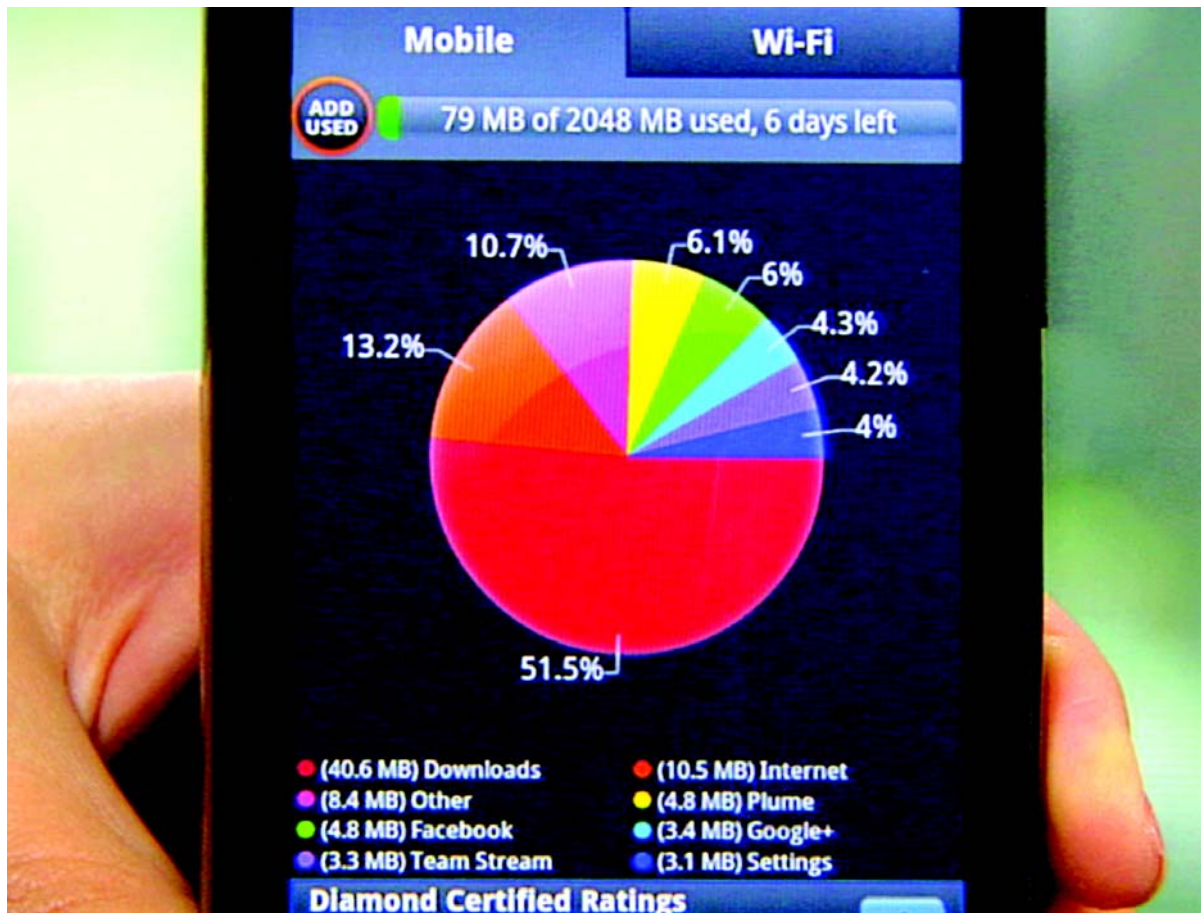 Mobile
Wi-Fi
ADD
USED
79 MB of 2048 MB used, 6 days left
10.7%
6.1%
6%
13.2%
4.3%
4.2%
4%
51.5%
(40.6 MB) Downloads
(10.5 MB) Internet
(8.4 MB) Other
(4.8 MB) Plume
(4.8 MB) Facebook
(3.4 MB) Google+
(3.3 MB) Team Stream
(3.1 MB) Settings
Diamond Certified Ratings